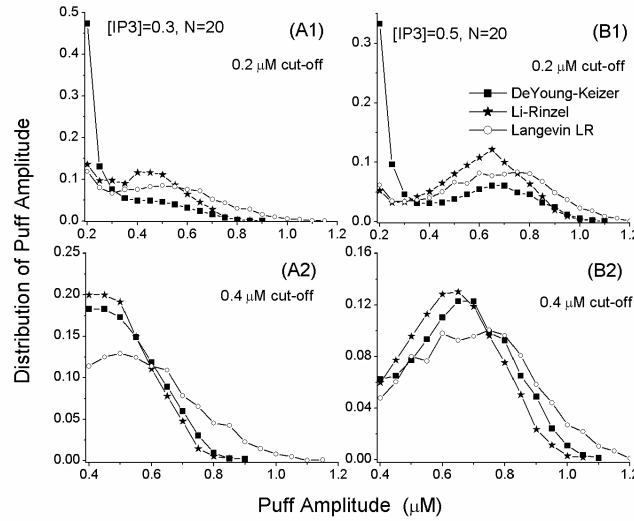 (A1)
[IP3]=0.3, N=20
0.2 μM cut-off
0.5
0.4
0.3
0.2
0.1
0.0
0.2 0.4 0.6 0.8 1.0 1.2
(B1)
[IP3]=0.5, N=20
0.2 μM cut-off
DeYoung-Keizer
Li-Rinzel
Langevin LR
0.3
0.2
0.1
0.0
0.2 0.4 0.6 0.8 1.0 1.2
(A2)
0.4 μM cut-off
0.25
0.20
0.15
0.10
0.05
0.00
0.4 0.6 0.8 1.0 1.2
(B2)
0.4 μM cut-off
0.16
0.12
0.08
0.04
0.00
0.4 0.6 0.8 1.0 1.2
Distribution of Puff Amplitude
Puff Amplitude (μM)